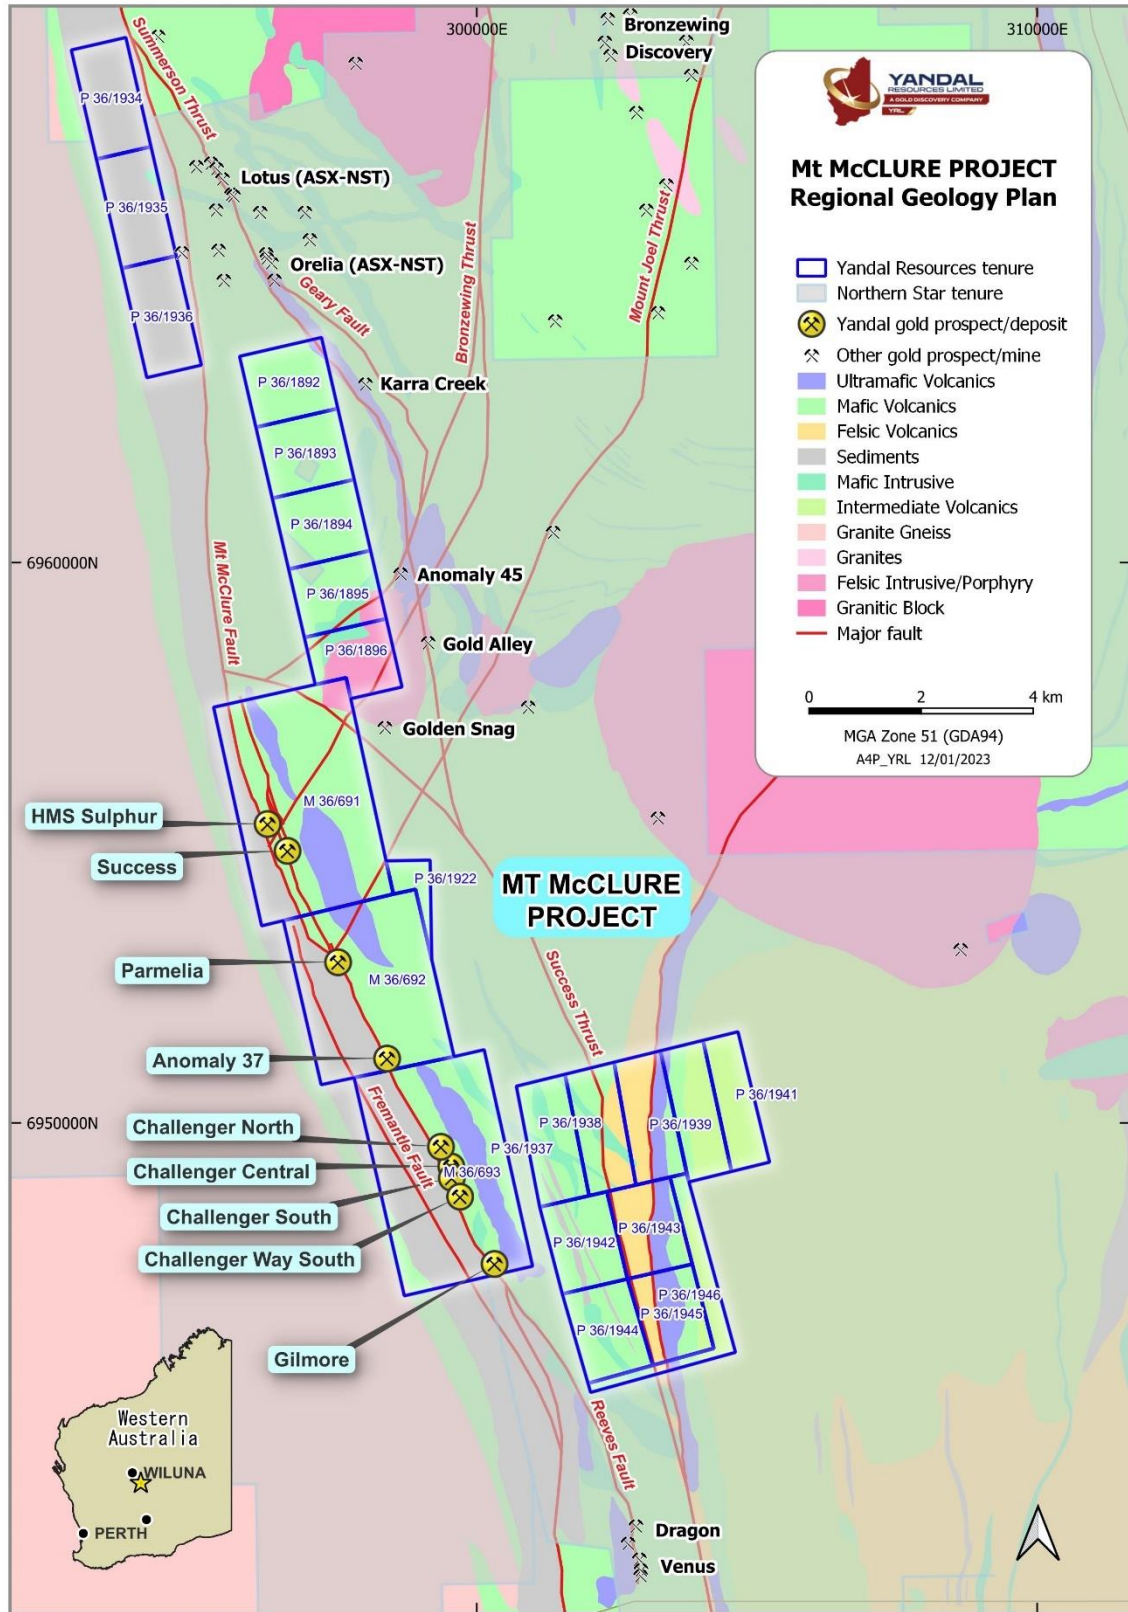 300000E
310000E
Bronzewing
Discovery
Summerson Thrust
P 36/1934
P 36/1935
P 36/1936
Lotus (ASX-NST)
Orelia (ASX-NST)
Geary Fault
Bronzewing Thrust
Mount Joel Thrust
Karra Creek
P 36/1892
P 36/1893
P 36/1894
P 36/1895
P 36/1896
Mt McClure Fault
6960000N
Anomaly 45
Gold Alley
Golden Snag
YANDAL
RESOURCES LIMITED
A GOLD DISCOVERY COMPANY
YRL
Mt McCLURE PROJECT
Regional Geology Plan
Yandal Resources tenure
Northern Star tenure
Yandal gold prospect/deposit
Other gold prospect/mine
Ultramafic Volcanics
Mafic Volcanics
Felsic Volcanics
Sediments
Mafic Intrusive
Intermediate Volcanics
Granite Gneiss
Granites
Felsic Intrusive/Porphyry
Granitic Block
Major fault
0 2 4 km
MGA Zone 51 (GDA94)
A4P_YRL 12/01/2023
M 36/691
HMS Sulphur
Success
P 36/1922
MT McCLURE
PROJECT
Parmelia
M 36/692
Success Thrust
Anomaly 37
Fremantle Fault
6950000N
Challenger North
Challenger Central
Challenger South
Challenger Way South
Gilmore
P 36/1937
M 36/693
P 36/1938
P 36/1939
P 36/1941
P 36/1942
P 36/1943
P 36/1944
P 36/1946
P 36/1945
Reeves Fault
Dragon
Venus
Western
Australia
WILUNA
PERTH